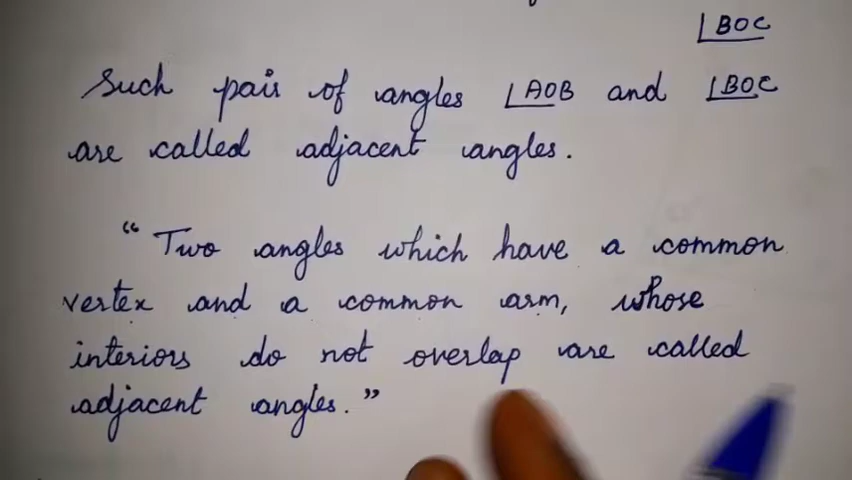 ∠BOC
Such pair of angles ∠AOB and ∠BOC
are called adjacent angles.
“Two angles which have a common
vertex and a common arm, whose
interiors do not overlap are called
adjacent angles.”